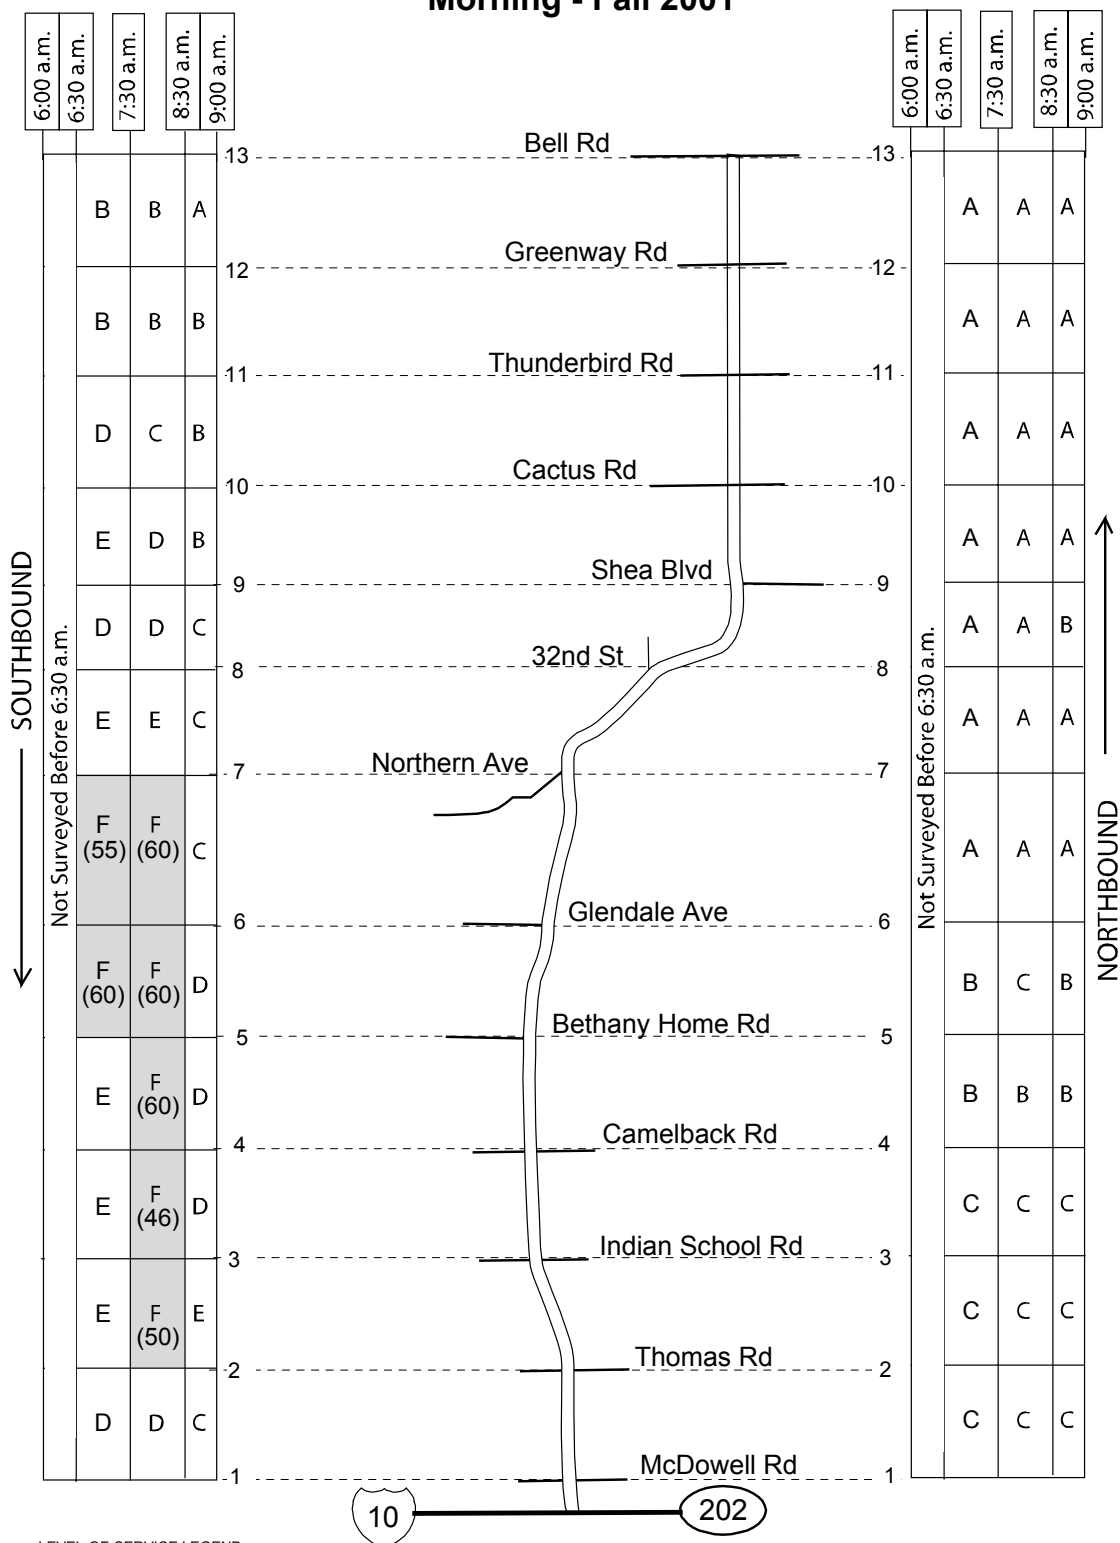 Morning - Fall 2001
6:00 a.m. 6:30 a.m. 7:30 a.m. 8:30 a.m. 9:00 a.m.
6:00 a.m. 6:30 a.m. 7:30 a.m. 8:30 a.m. 9:00 a.m.
13 Bell Rd 13
B B A A A A
12 Greenway Rd 12
B B B A A A
11 Thunderbird Rd 11
D C B A A A
10 Cactus Rd 10
E D B A A A
9 Shea Blvd 9
D D C A A B
8 32nd St 8
E E C A A A
7 Northern Ave 7
F (55) F (60) C A A A
6 Glendale Ave 6
F (60) F (60) D B C B
5 Bethany Home Rd 5
E F (60) D B B B
4 Camelback Rd 4
E F (46) D C C C
3 Indian School Rd 3
E F (50) E C C C
2 Thomas Rd 2
D D C C C C
1 McDowell Rd 1
SOUTHBOUND
Not Surveyed Before 6:30 a.m.
Not Surveyed Before 6:30 a.m.
NORTHBOUND
10 202
LEVEL OF SERVICE LEGEND